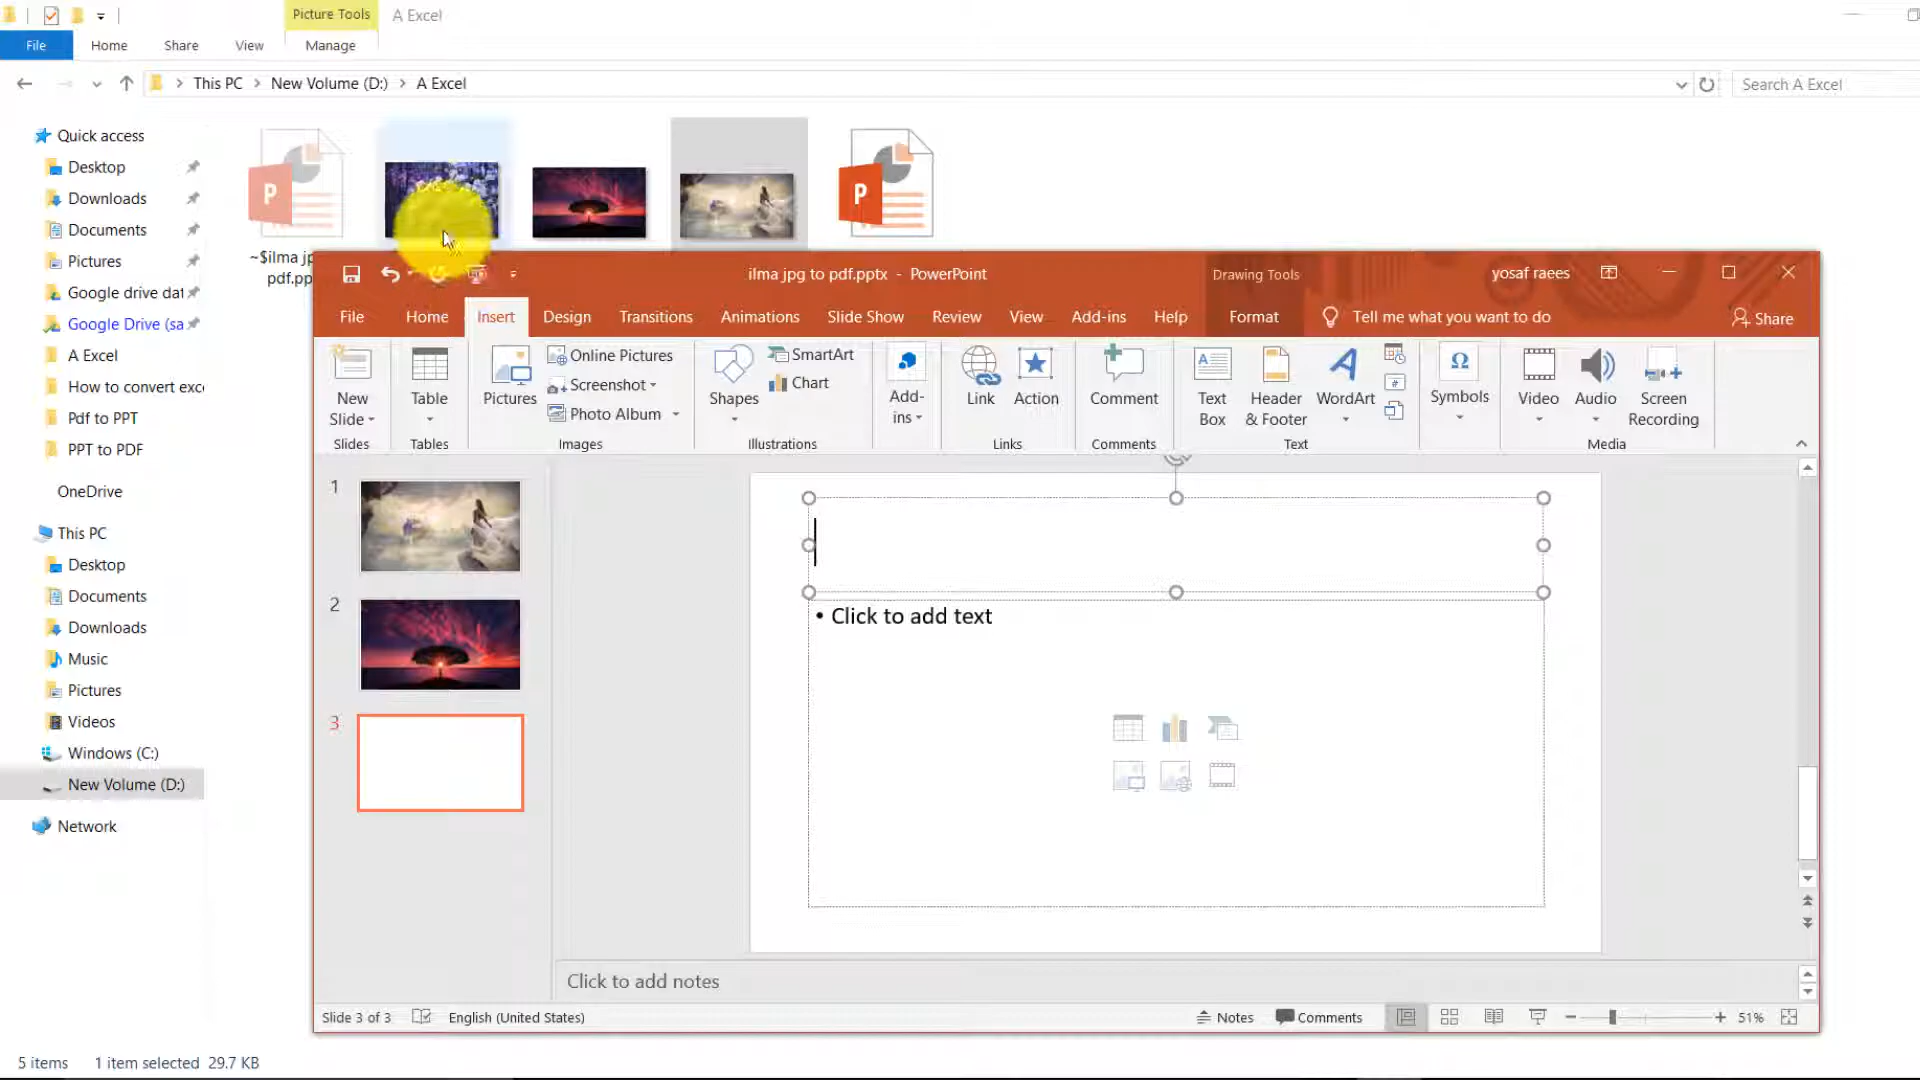 Picture Tools
A Excel
File Home Share View Manage
This PC New Volume (D:) A Excel
Search A Excel
Quick access
Desktop
Downloads
Documents
Pictures
Google drive dat
Google Drive (sa
A Excel
How to convert exce
Pdf to PPT
PPT to PDF
OneDrive
This PC
Desktop
Documents
Downloads
Music
Pictures
Videos
Windows (C:)
New Volume (D:)
Network
~$ilma jp
pdf.pp
ilma jpg to pdf.pptx - PowerPoint
Drawing Tools
yosaf raees
File Home Insert Design Transitions Animations Slide Show Review View Add-ins Help Format Tell me what you want to do Share
New
Slide
Slides
Table
Tables
Pictures
Online Pictures
Screenshot
Photo Album
Images
Shapes
SmartArt
Chart
Illustrations
Add-
ins
Link
Action
Links
Comment
Comments
Text
Box
Header
& Footer
WordArt
Text
Symbols
Video
Audio
Screen
Recording
Media
1
2
3
• Click to add text
Click to add notes
Slide 3 of 3 English (United States) Notes Comments 51%
5 items 1 item selected 29.7 KB